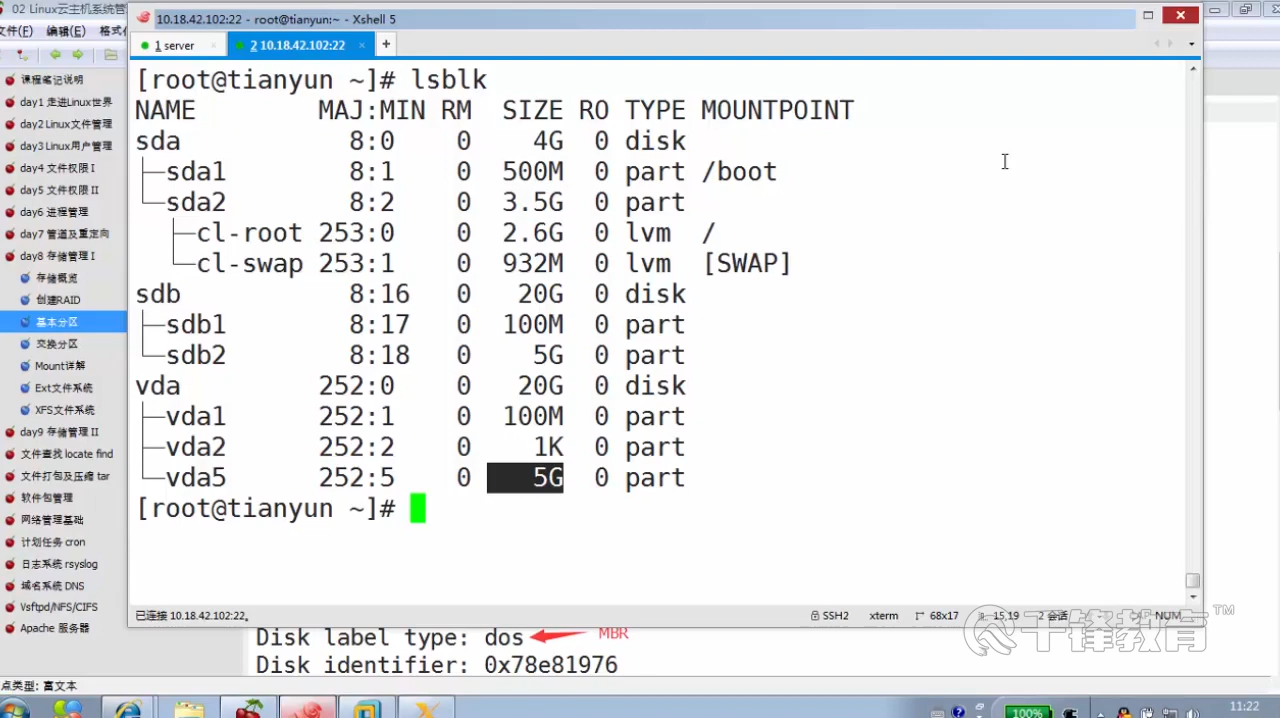 02 Linux云主机系统管
10.18.42.102:22 - root@tianyun:~ - Xshell 5
文件(F) 编辑(E) 格式(
1 server × 2 10.18.42.102:22 × +
课程笔记说明
day1 走进Linux世界
day2 Linux文件管理
day3 Linux用户管理
day4 文件权限 I
day5 文件权限 II
day6 进程管理
day7 管道及重定向
day8 存储管理 I
存储概览
创建RAID
基本分区
交换分区
Mount详解
Ext文件系统
XFS文件系统
day9 存储管理 II
文件查找 locate find
文件打包及压缩 tar
软件包管理
网络管理基础
计划任务 cron
日志系统 rsyslog
域名系统 DNS
Vsftpd/NFS/CIFS
Apache 服务器
[root@tianyun ~]# lsblk
NAME MAJ:MIN RM SIZE RO TYPE MOUNTPOINT
sda 8:0 0 4G 0 disk
├─sda1 8:1 0 500M 0 part /boot
└─sda2 8:2 0 3.5G 0 part
├─cl-root 253:0 0 2.6G 0 lvm /
└─cl-swap 253:1 0 932M 0 lvm [SWAP]
sdb 8:16 0 20G 0 disk
├─sdb1 8:17 0 100M 0 part
└─sdb2 8:18 0 5G 0 part
vda 252:0 0 20G 0 disk
├─vda1 252:1 0 100M 0 part
├─vda2 252:2 0 1K 0 part
└─vda5 252:5 0 5G 0 part
[root@tianyun ~]#
已连接 10.18.42.102:22。 SSH2 xterm 68x17 15,19 2 会话 NUM
千锋教育™
Disk label type: dos MBR
Disk identifier: 0x78e81976
点类型: 富文本
100% 11:22